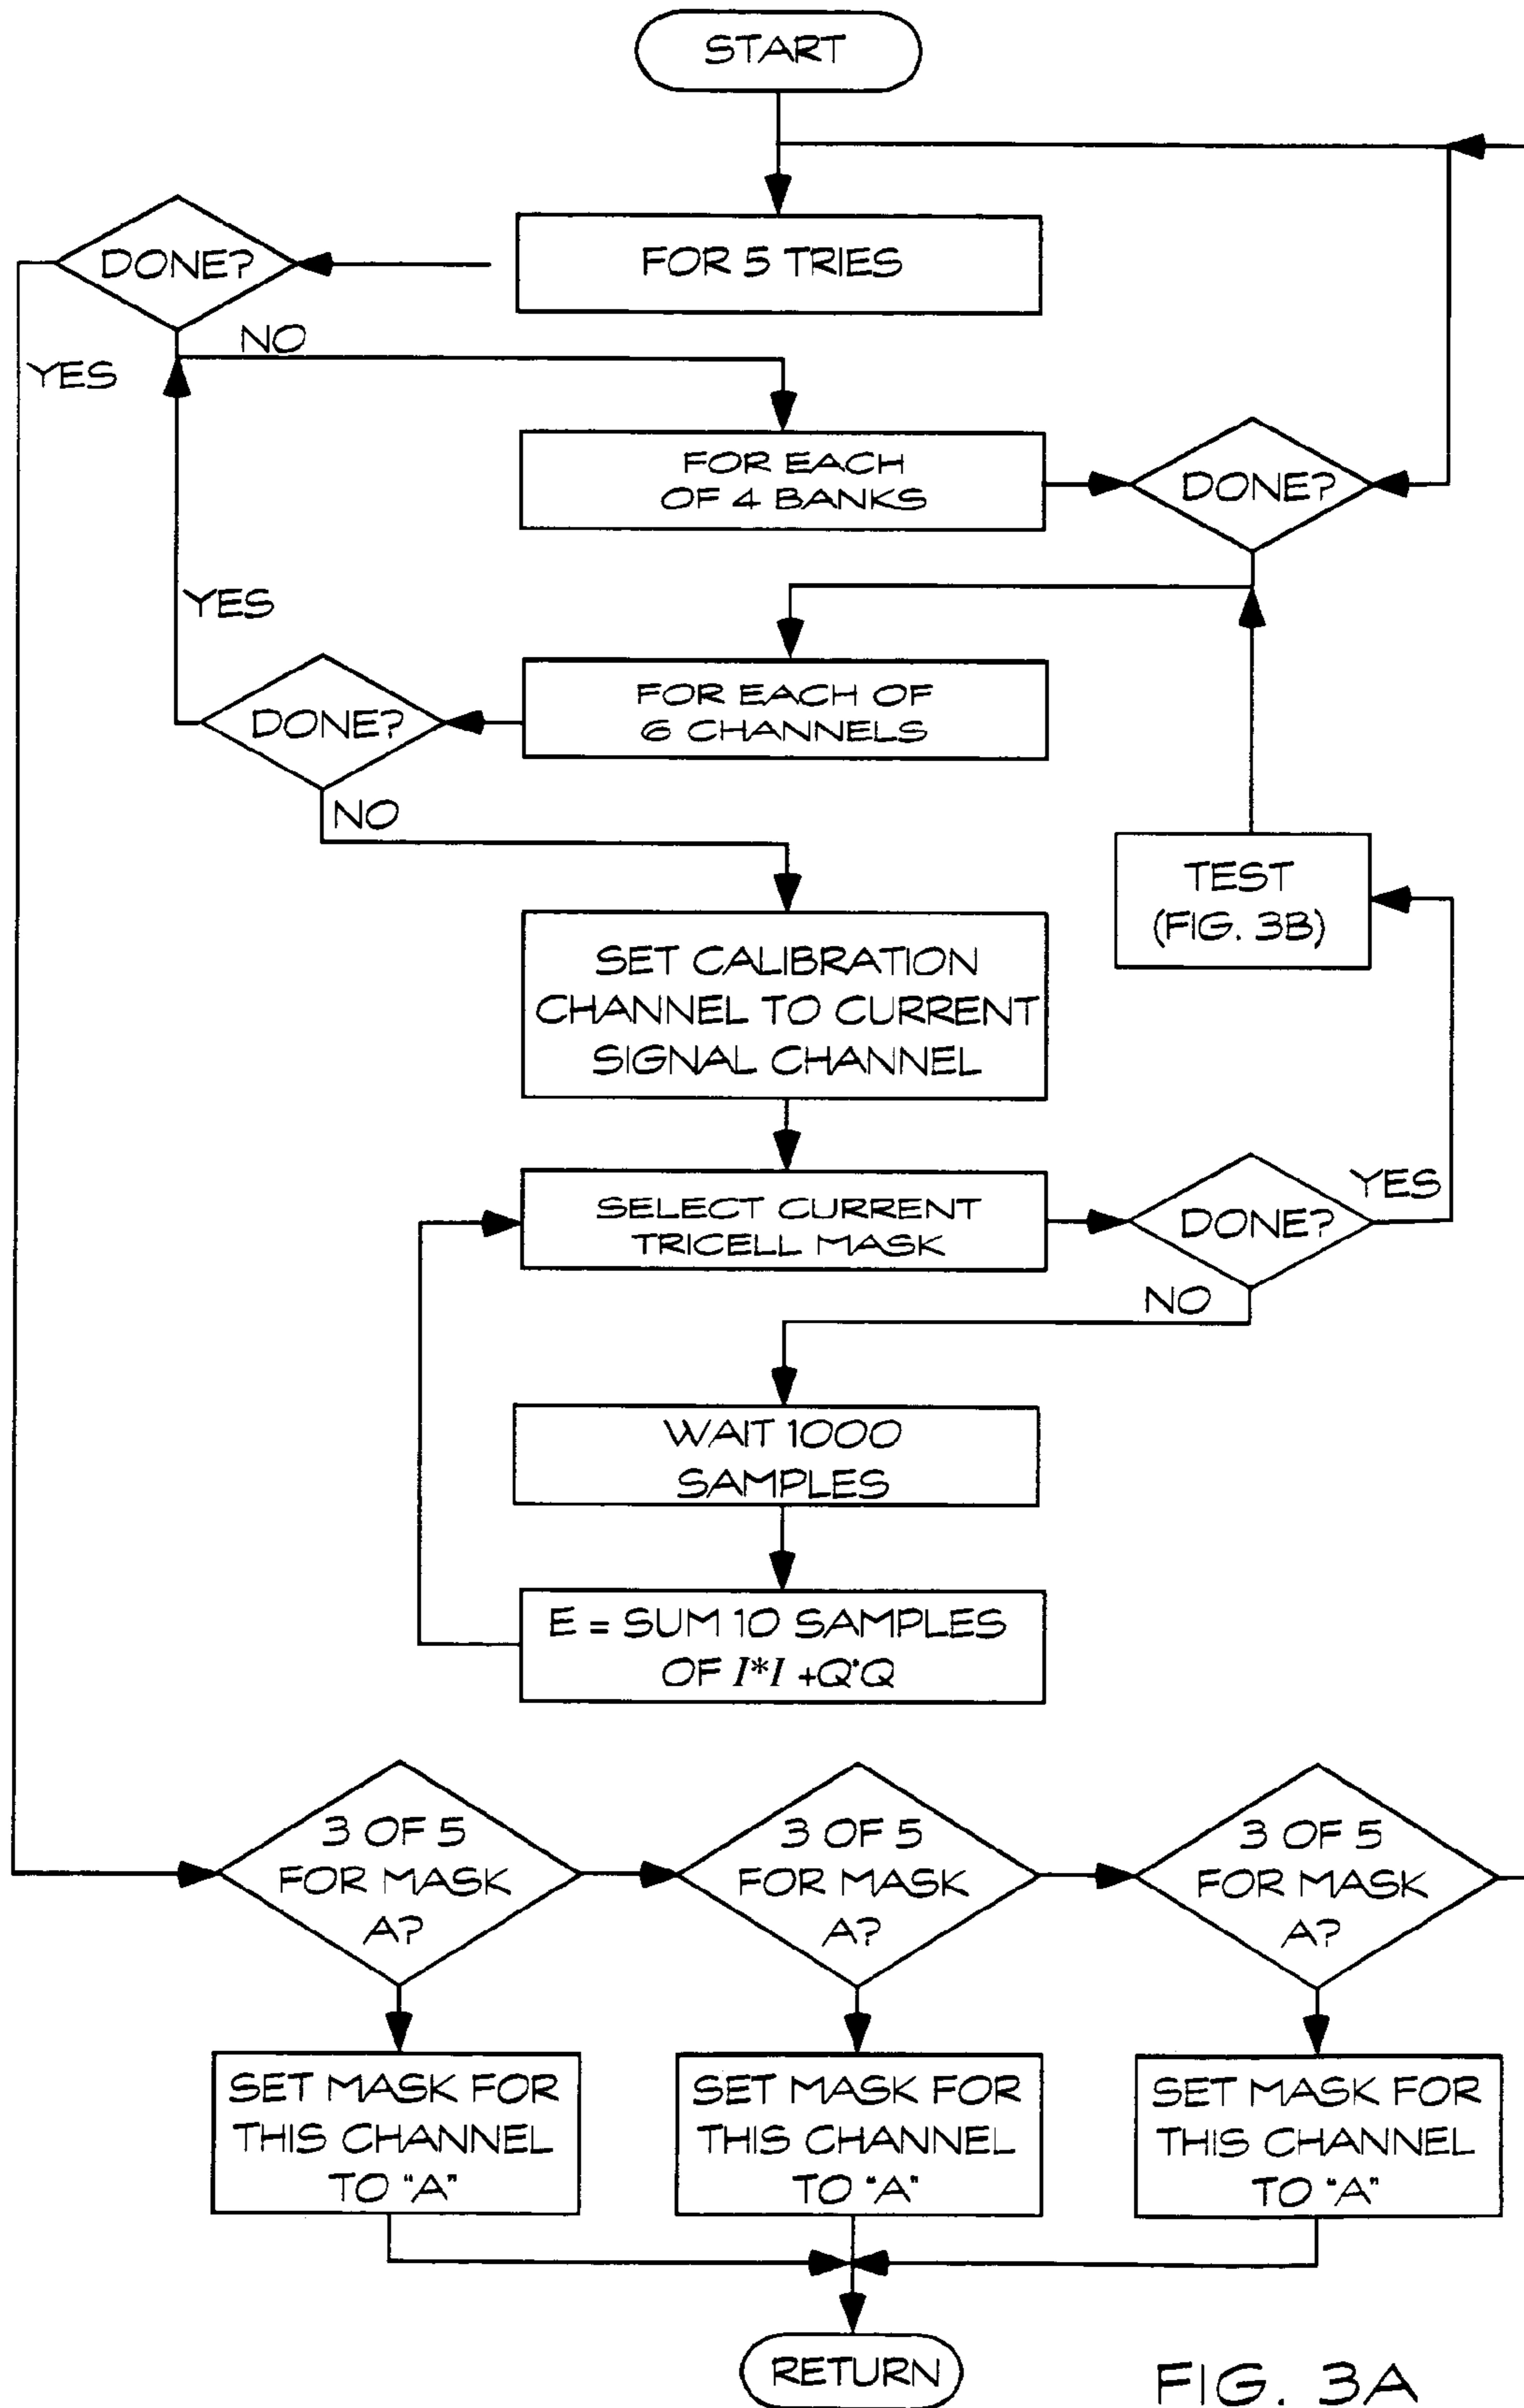 START
FOR 5 TRIES
DONE?
NO
YES
FOR EACH
OF 4 BANKS
DONE?
YES
FOR EACH OF
6 CHANNELS
DONE?
NO
SET CALIBRATION
CHANNEL TO CURRENT
SIGNAL CHANNEL
TEST
(FIG. 3B)
SELECT CURRENT
TRICELL MASK
DONE?
YES
NO
WAIT 1000
SAMPLES
E = SUM 10 SAMPLES
OF I*I +Q*Q
3 OF 5
FOR MASK
A?
3 OF 5
FOR MASK
A?
3 OF 5
FOR MASK
A?
SET MASK FOR
THIS CHANNEL
TO "A"
SET MASK FOR
THIS CHANNEL
TO "A"
SET MASK FOR
THIS CHANNEL
TO "A"
RETURN
FIG. 3A